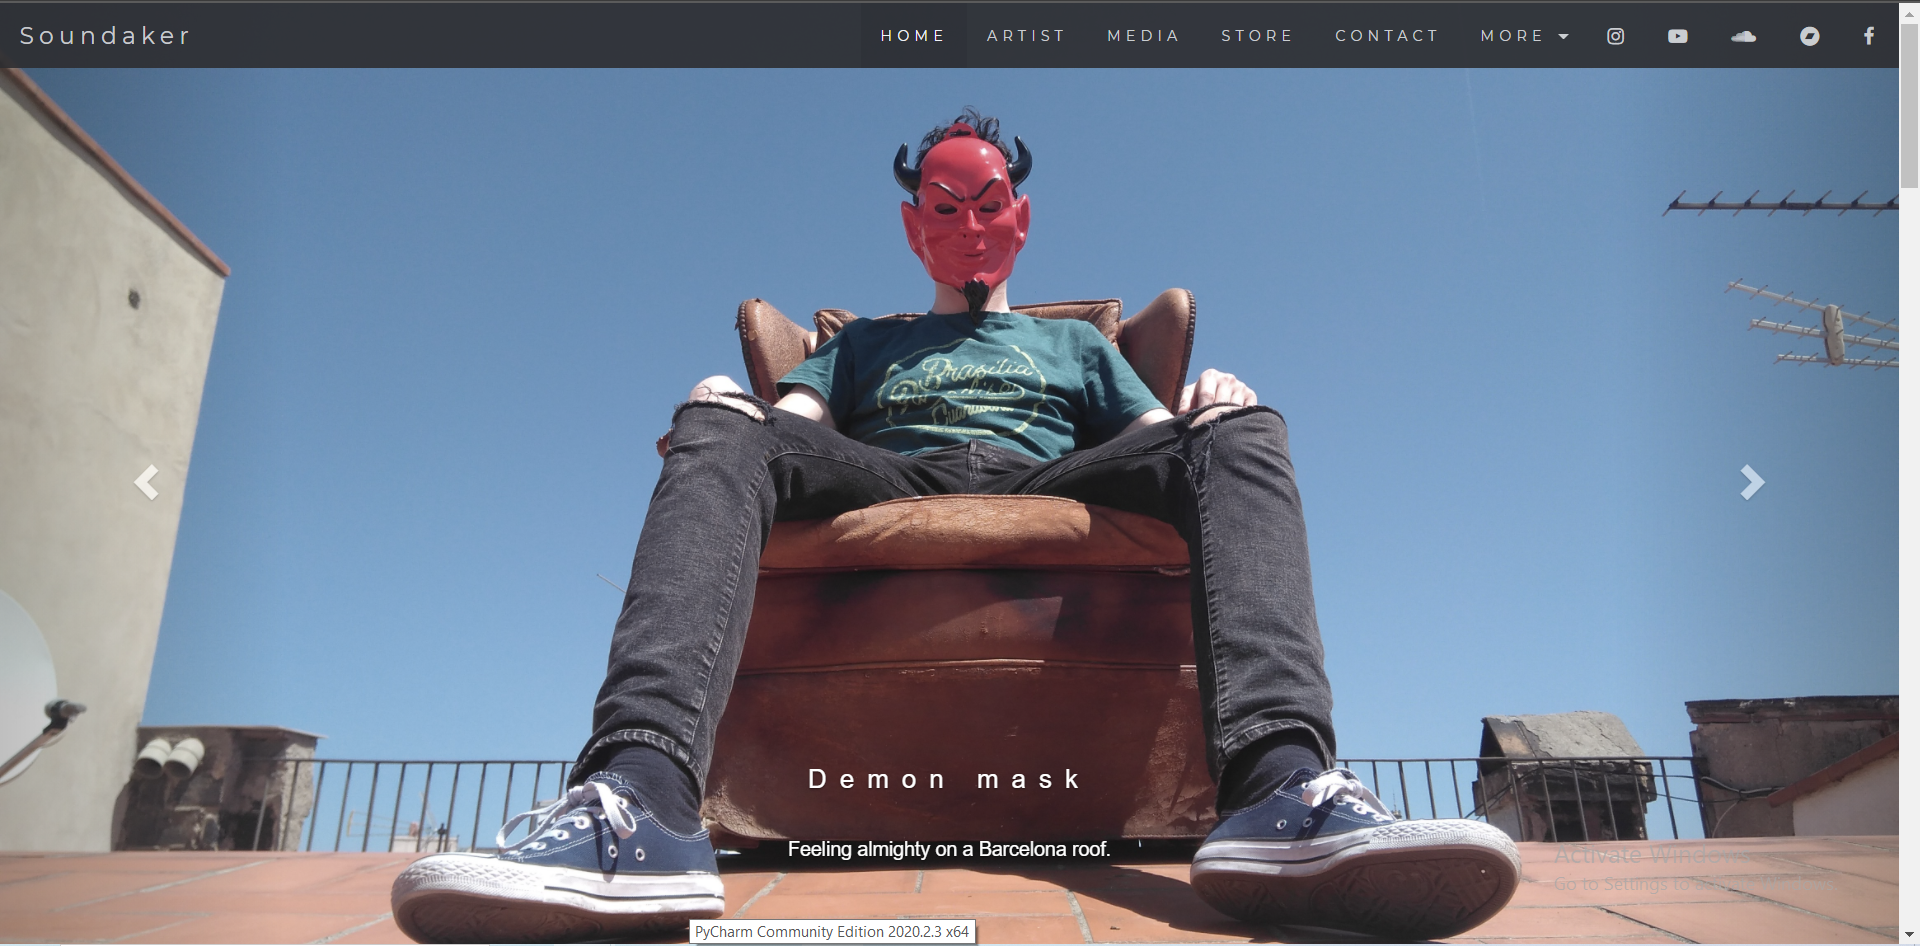 Soundaker
HOME ARTIST MEDIA STORE CONTACT MORE
Brasilia
Demon mask
Feeling almighty on a Barcelona roof.
Activate Windows
Go to Settings to
PyCharm Community Edition 2020.2.3 x64